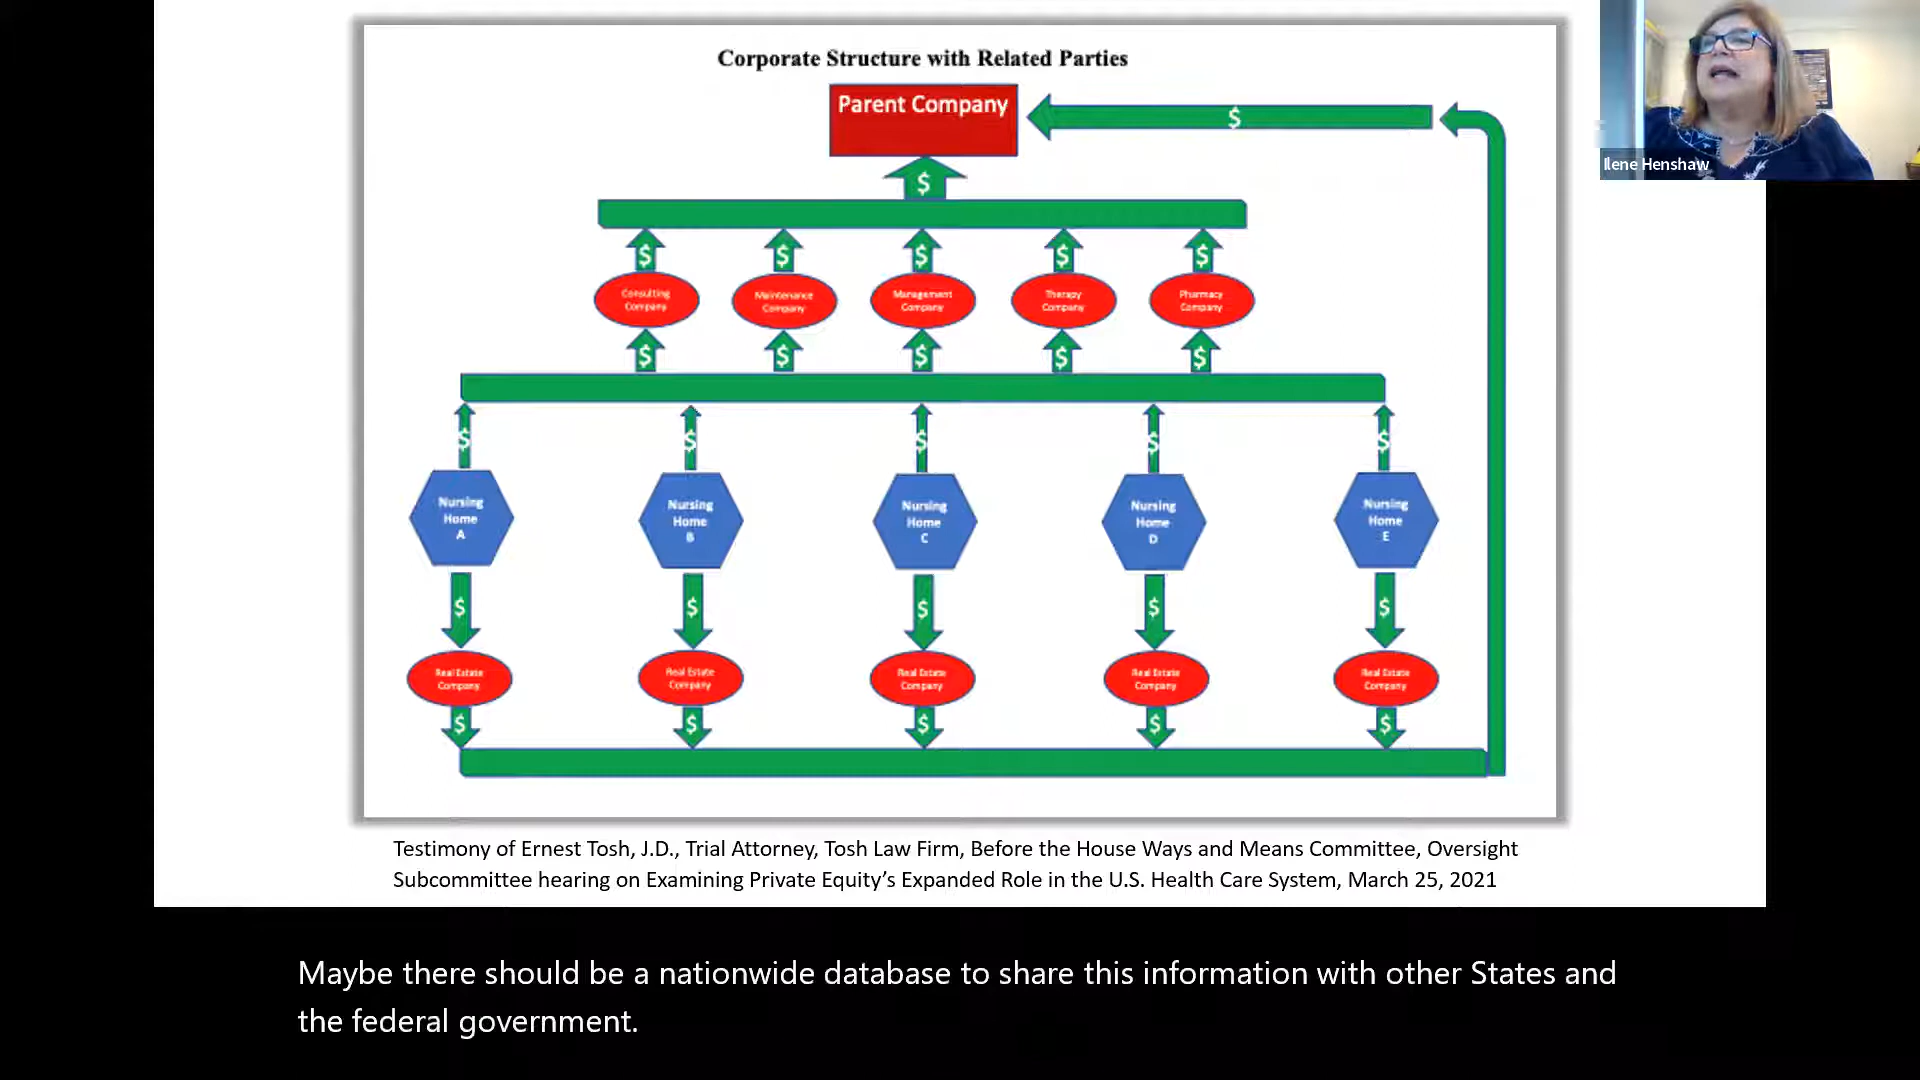 Corporate Structure with Related Parties
Parent Company
$
$
Ilene Henshaw
$ $ $ $ $
Consulting Company
Maintenance Company
Management Company
Therapy Company
Pharmacy Company
$ $ $ $ $
$ $ $ $ $
Nursing Home A
Nursing Home B
Nursing Home C
Nursing Home D
Nursing Home E
$ $ $ $ $
Real Estate Company
Real Estate Company
Real Estate Company
Real Estate Company
Real Estate Company
$ $ $ $ $
Testimony of Ernest Tosh, J.D., Trial Attorney, Tosh Law Firm, Before the House Ways and Means Committee, Oversight
Subcommittee hearing on Examining Private Equity’s Expanded Role in the U.S. Health Care System, March 25, 2021
Maybe there should be a nationwide database to share this information with other States and
the federal government.